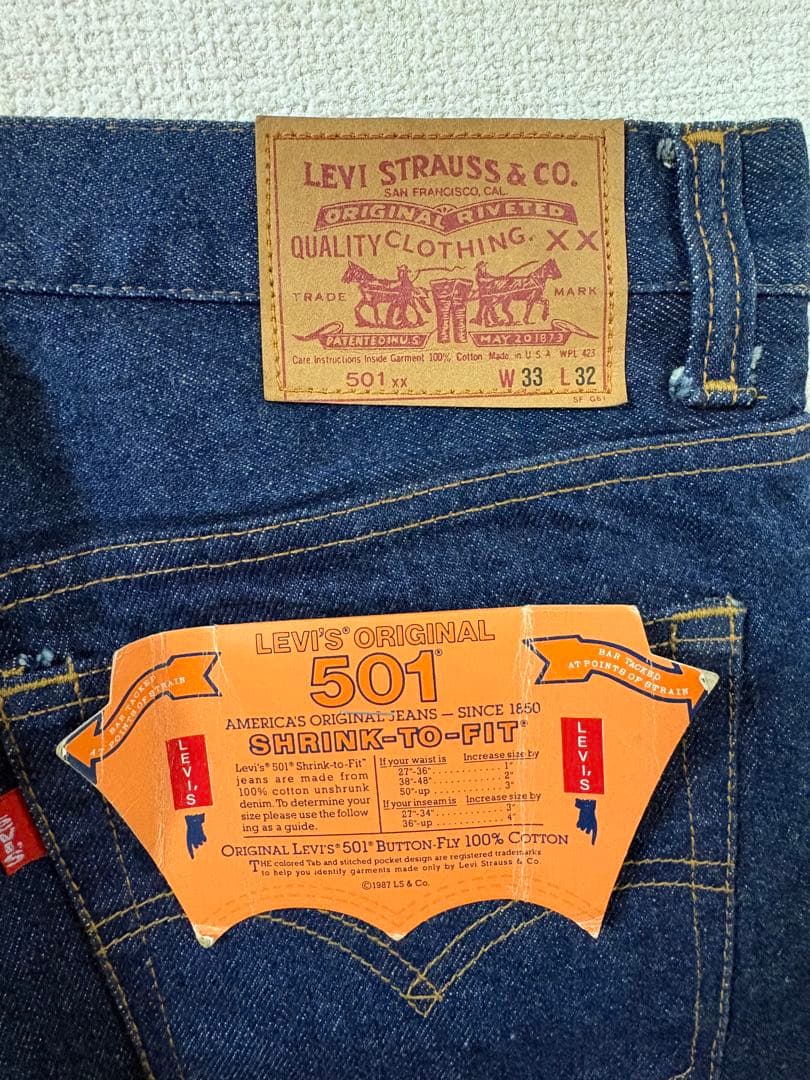 LEVI STRAUSS & CO.
SAN FRANCISCO, CAL.
ORIGINAL RIVETED
QUALITY CLOTHING. XX
TRADE MARK
PATENTED IN U.S. MAY 20 1873
Care Instructions Inside Garment 100% Cotton Made in U S A WPL 423
501 XX W 33 L 32
SF G61
LEVI'S® ORIGINAL
501®
AMERICA'S ORIGINAL JEANS — SINCE 1850
SHRINK-TO-FIT®
BAR TACKED
AT POINTS OF STRAIN
BAR TACKED
AT POINTS OF STRAIN
LEVI'S
Levi's® 501® Shrink-to-Fit™
jeans are made from
100% cotton unshrunk
denim. To determine your
size please use the follow
ing as a guide.
If your waist is Increase size by
27"-36" 1"
38"-48" 2"
50"-up 3"
If your inseam is Increase size by
27"-34" 3"
36"-up 4"
LEVI'S
ORIGINAL LEVI'S® 501® BUTTON-FLY 100% COTTON
THE colored Tab and stitched pocket design are registered trademarks
to help you identify garments made only by Levi Strauss & Co.
©1987 LS & Co.
LEVI'S